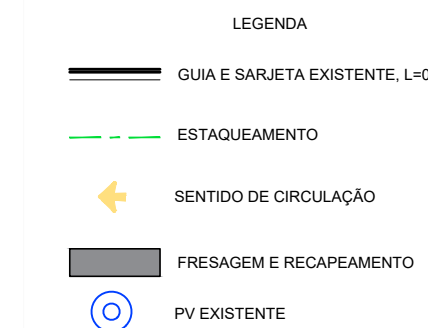 LEGENDA
GUIA E SARJETA EXISTENTE, L=0
ESTAQUEAMENTO
SENTIDO DE CIRCULAÇÃO
FRESAGEM E RECAPEAMENTO
PV EXISTENTE